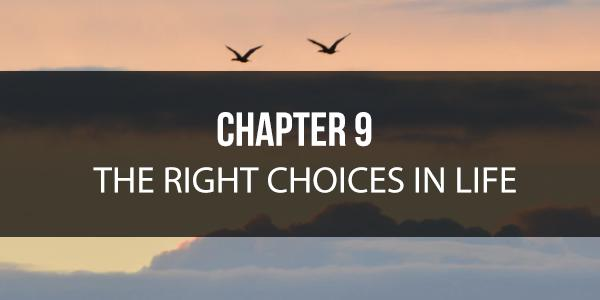 CHAPTER 9
THE RIGHT CHOICES IN LIFE